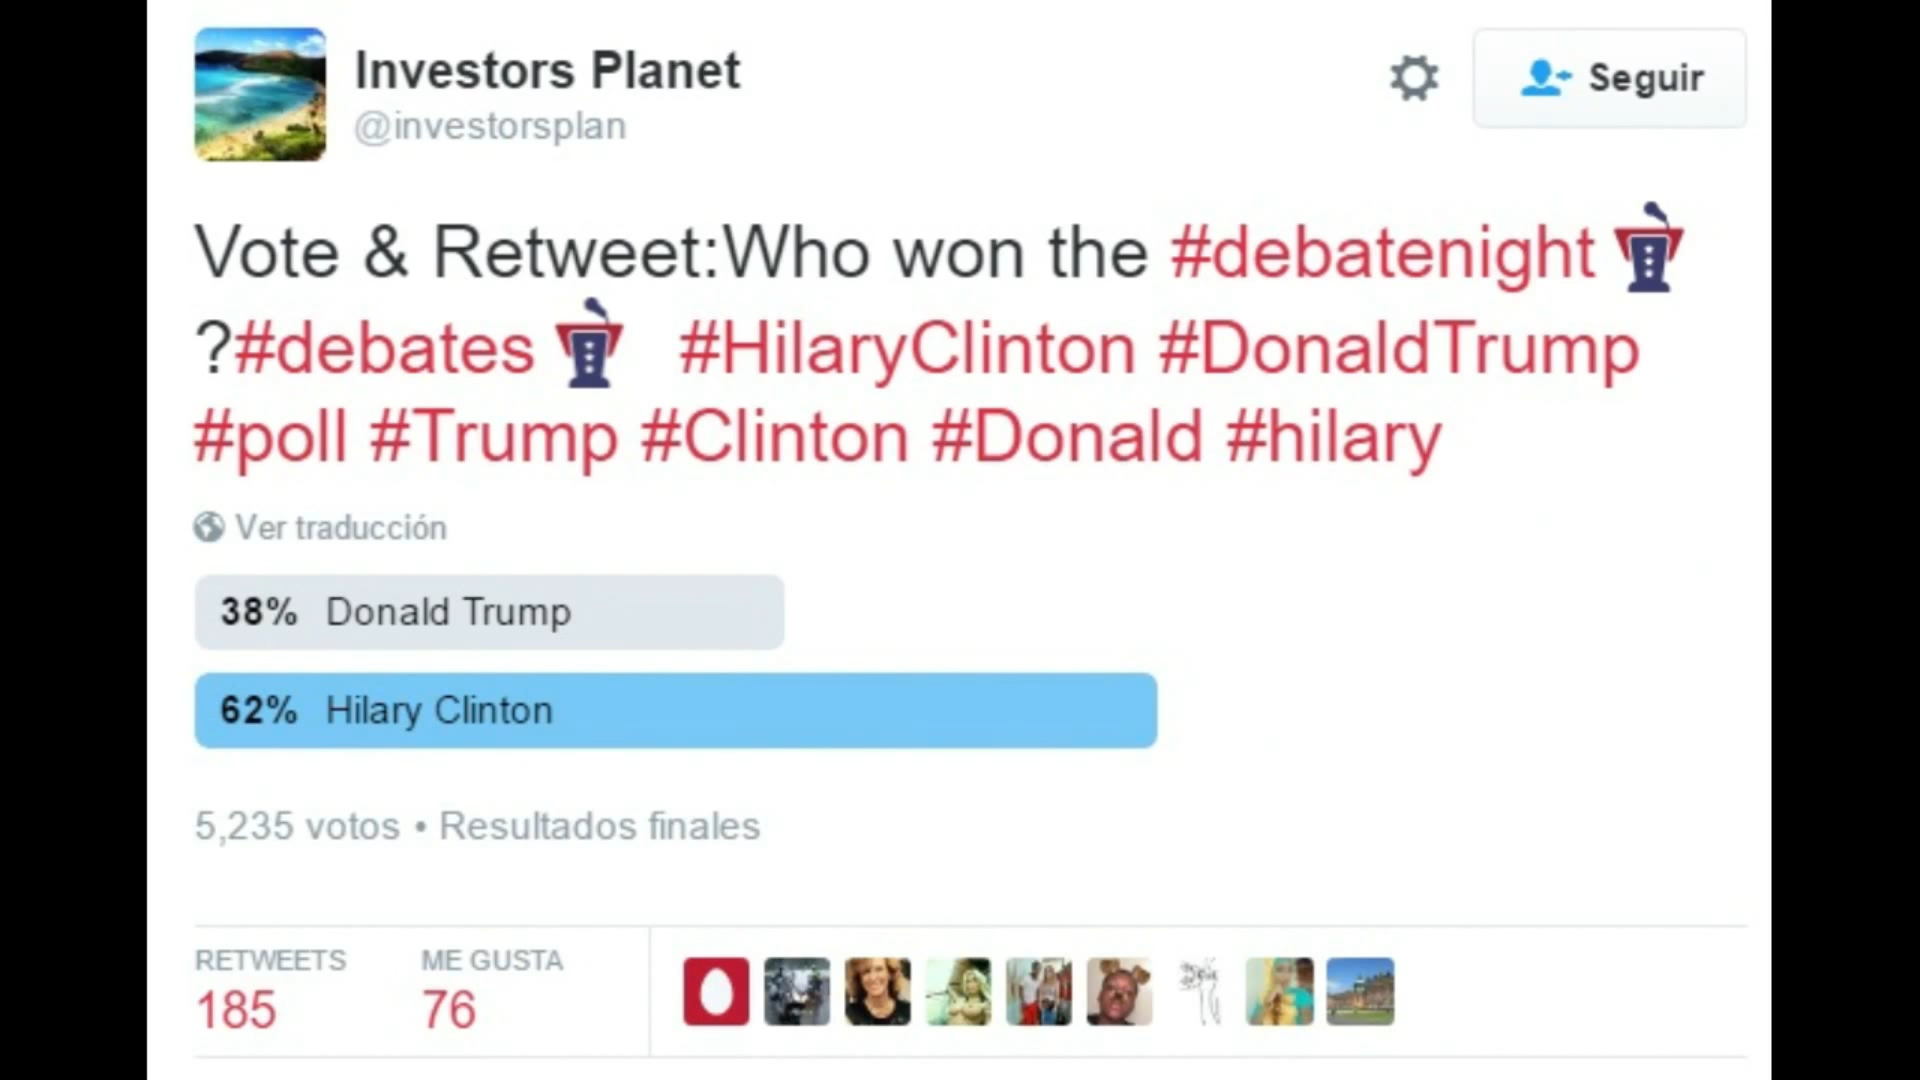 Investors Planet
@investorsplan
Seguir
Vote & Retweet:Who won the #debatenight
?#debates #HilaryClinton #DonaldTrump
#poll #Trump #Clinton #Donald #hilary
Ver traducción
38% Donald Trump
62% Hilary Clinton
5,235 votos • Resultados finales
RETWEETS ME GUSTA
185 76